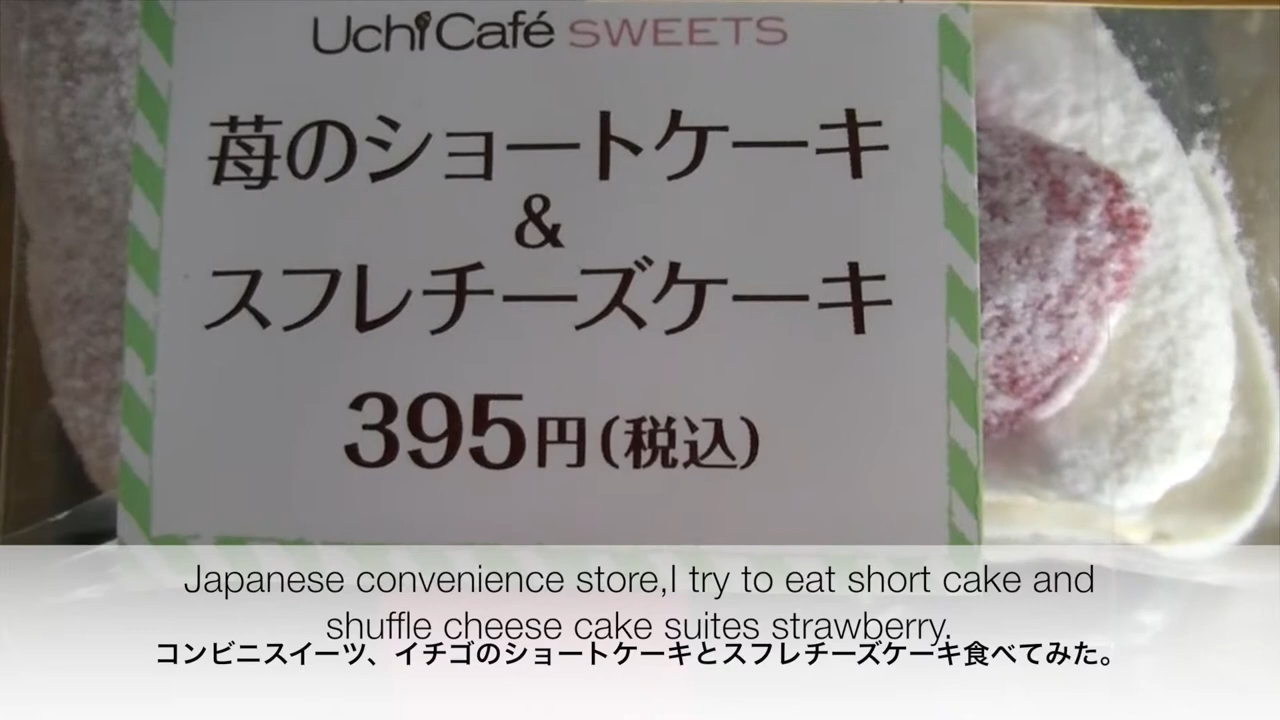 Uchi Café SWEETS
苺のショートケーキ
&
スフレチーズケーキ
395円(税込)
Japanese convenience store,I try to eat short cake and
shuffle cheese cake suites strawberry.
コンビニスイーツ、イチゴのショートケーキとスフレチーズケーキ食べてみた。